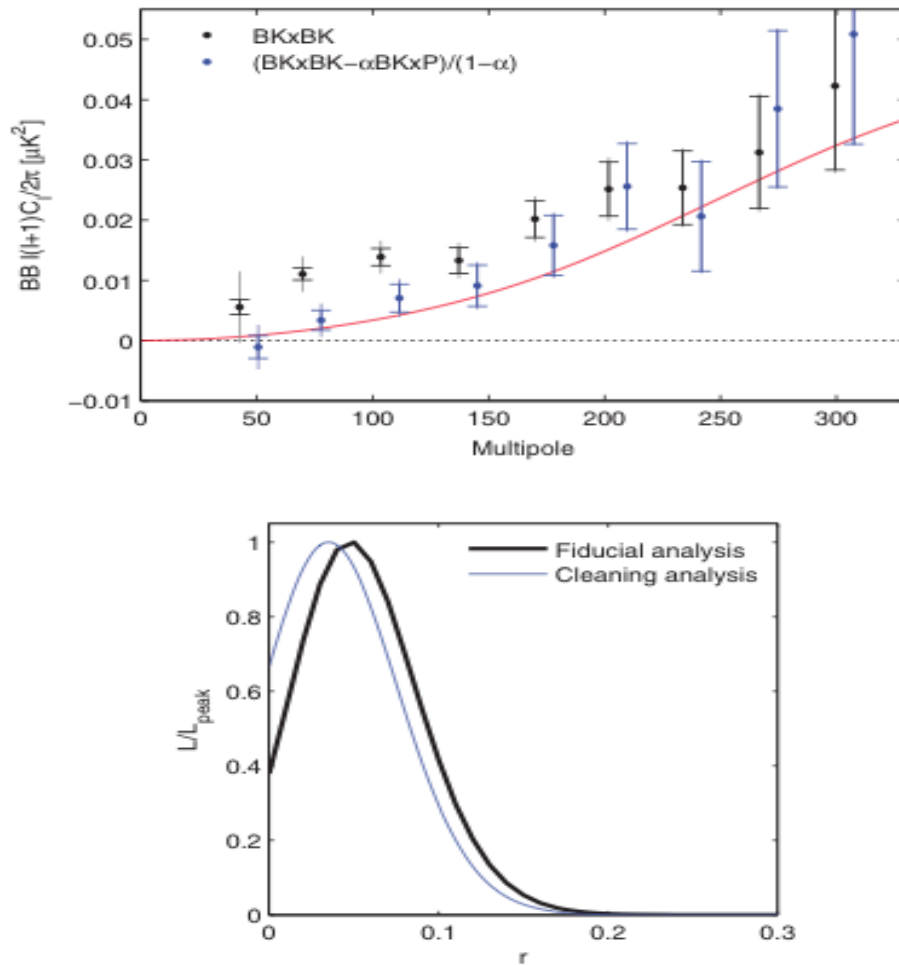 0.05
BKxBK
(BKxBK−αBKxP)/(1−α)
0.04
0.03
0.02
0.01
0
−0.01
BB l(l+1)C_l/2π [μK²]
0 50 100 150 200 250 300
Multipole
1
Fiducial analysis
Cleaning analysis
0.8
0.6
0.4
0.2
0
L/L_peak
0 0.1 0.2 0.3
r